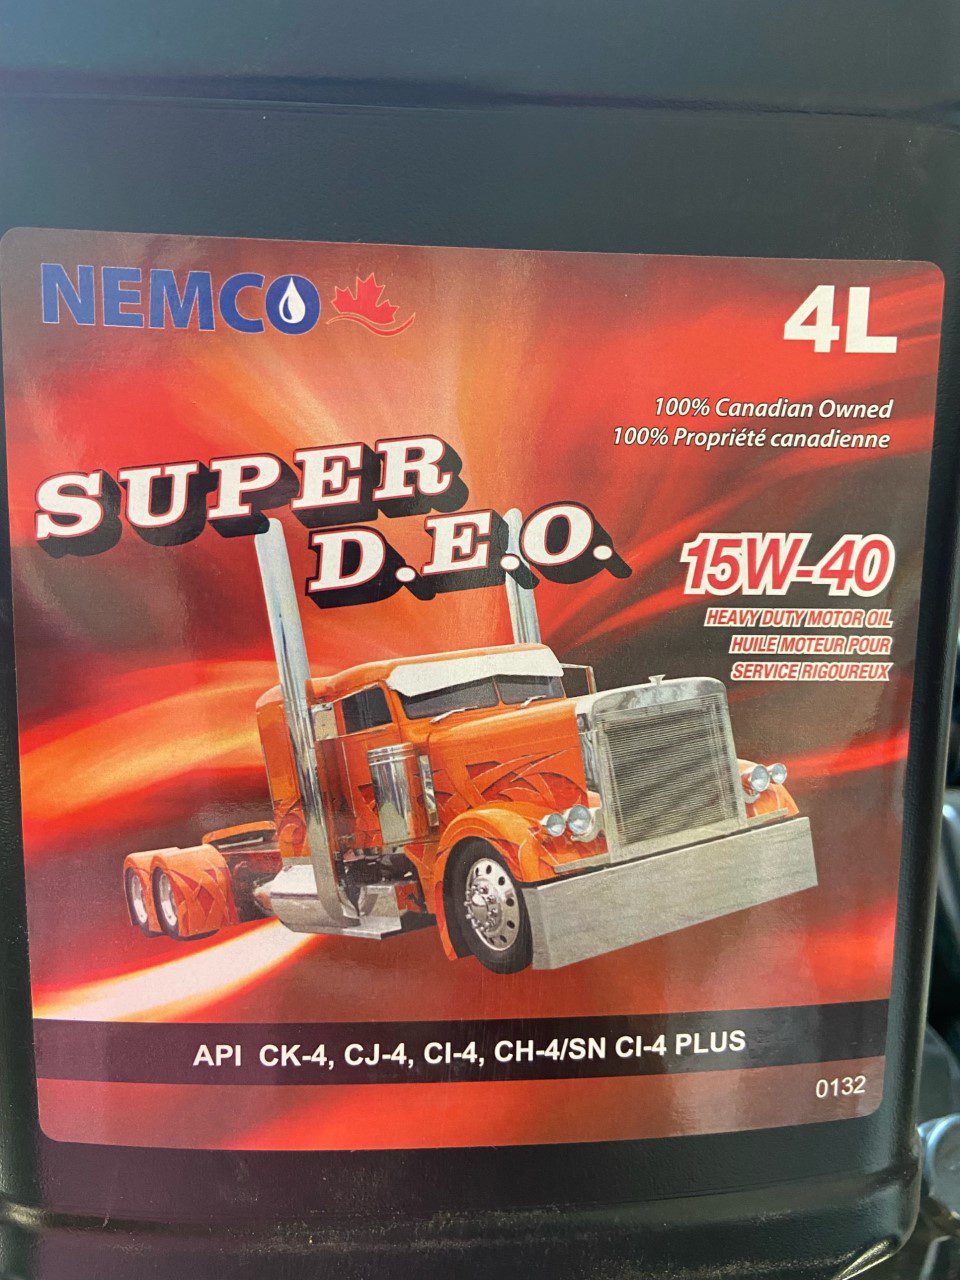 NEMCO
4L
100% Canadian Owned
100% Propriété canadienne
SUPER
D.E.O.
15W-40
HEAVY DUTY MOTOR OIL
HUILE MOTEUR POUR
SERVICE RIGOUREUX
API CK-4, CJ-4, CI-4, CH-4/SN CI-4 PLUS
0132